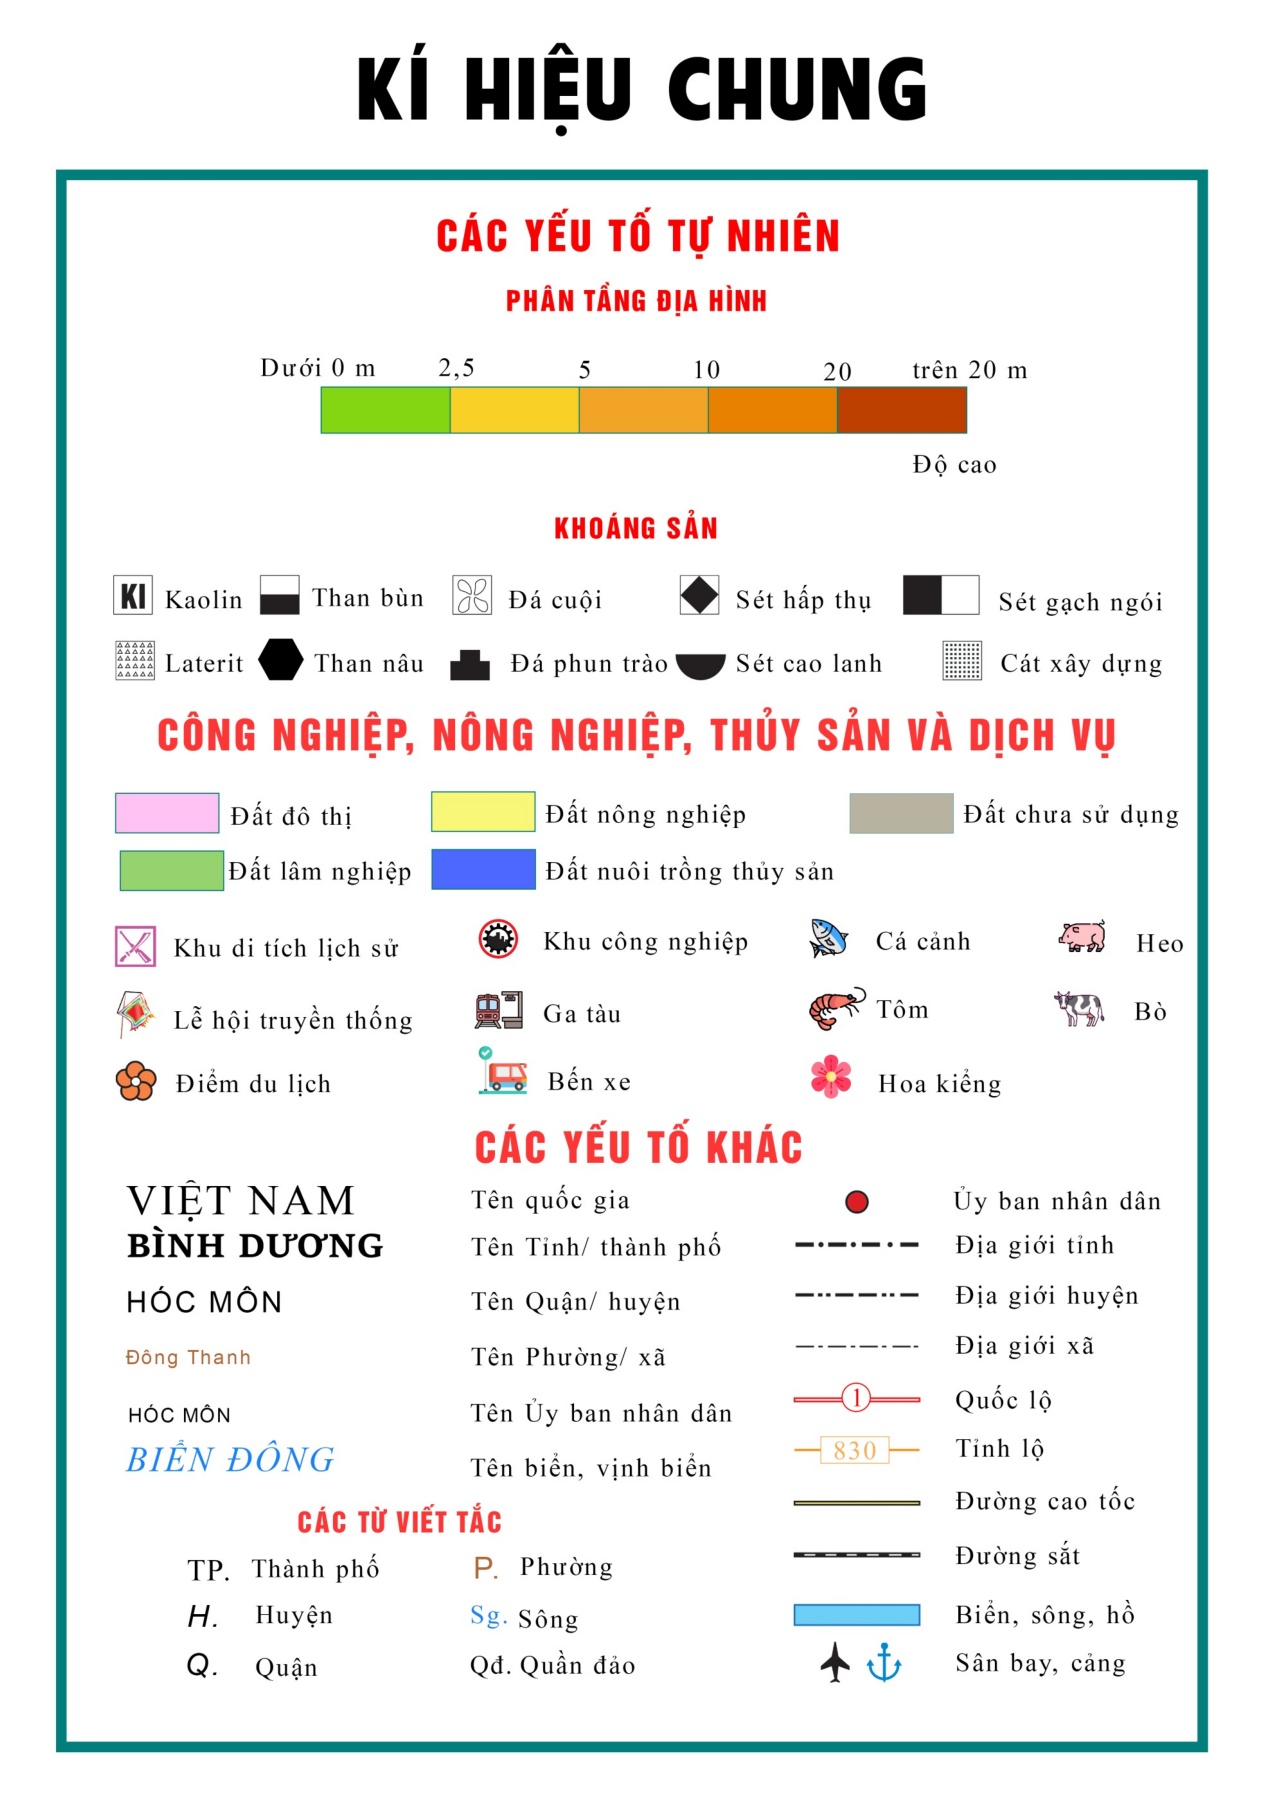 KÍ HIỆU CHUNG
CÁC YẾU TỐ TỰ NHIÊN
PHÂN TẦNG ĐỊA HÌNH
Dưới 0 m 2,5 5 10 20 trên 20 m
Độ cao
KHOÁNG SẢN
KI Kaolin Than bùn Đá cuội Sét hấp thụ Sét gạch ngói
Laterit Than nâu Đá phun trào Sét cao lanh Cát xây dựng
CÔNG NGHIỆP, NÔNG NGHIỆP, THỦY SẢN VÀ DỊCH VỤ
Đất đô thị Đất nông nghiệp Đất chưa sử dụng
Đất lâm nghiệp Đất nuôi trồng thủy sản
Khu di tích lịch sử Khu công nghiệp Cá cảnh Heo
Lễ hội truyền thống Ga tàu Tôm Bò
Điểm du lịch Bến xe Hoa kiểng
CÁC YẾU TỐ KHÁC
VIỆT NAM Tên quốc gia Ủy ban nhân dân
BÌNH DƯƠNG Tên Tỉnh/ thành phố Địa giới tỉnh
HÓC MÔN Tên Quận/ huyện Địa giới huyện
Đông Thanh Tên Phường/ xã Địa giới xã
HÓC MÔN Tên Ủy ban nhân dân 1 Quốc lộ
BIỂN ĐÔNG Tên biển, vịnh biển 830 Tỉnh lộ
CÁC TỪ VIẾT TẮC Đường cao tốc
TP. Thành phố P. Phường Đường sắt
H. Huyện Sg. Sông Biển, sông, hồ
Q. Quận Qđ. Quần đảo Sân bay, cảng